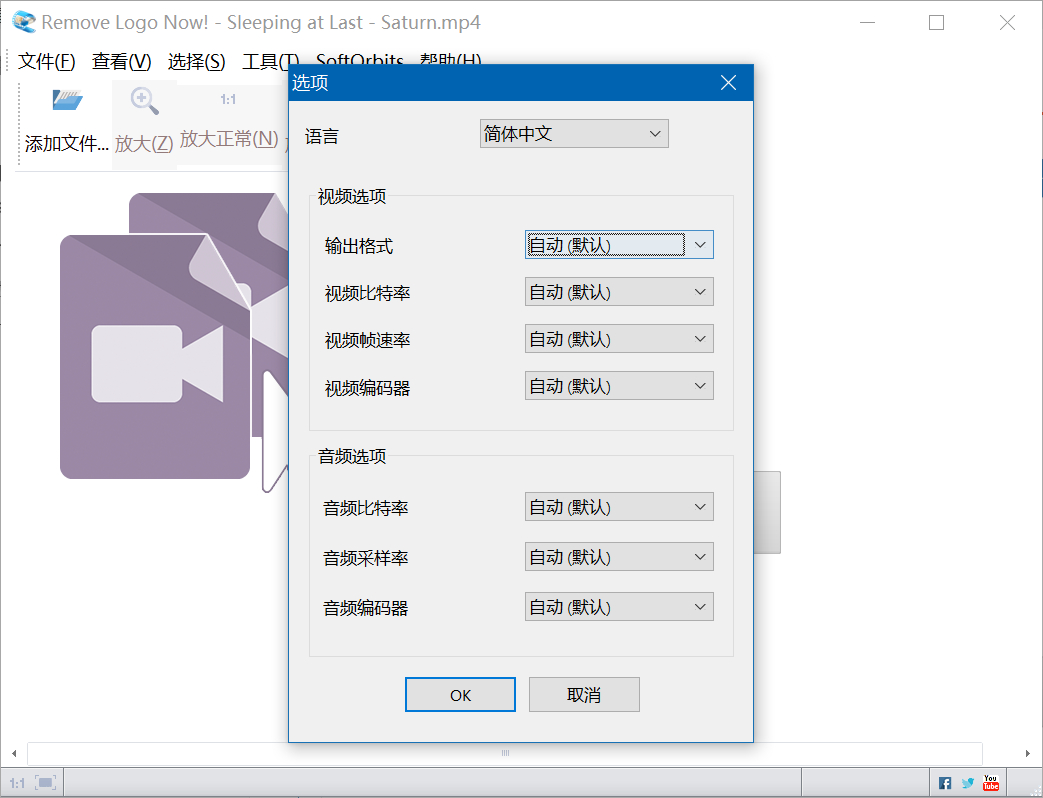 Remove Logo Now! - Sleeping at Last - Saturn.mp4
文件(F) 查看(V) 选择(S) 工具(T) SoftOrbits 帮助(H)
选项
1:1
添加文件... 放大(Z) 放大正常(N)
语言 简体中文
视频选项
输出格式 自动 (默认)
视频比特率 自动 (默认)
视频帧速率 自动 (默认)
视频编码器 自动 (默认)
音频选项
音频比特率 自动 (默认)
音频采样率 自动 (默认)
音频编码器 自动 (默认)
OK 取消
1:1
You
Tube